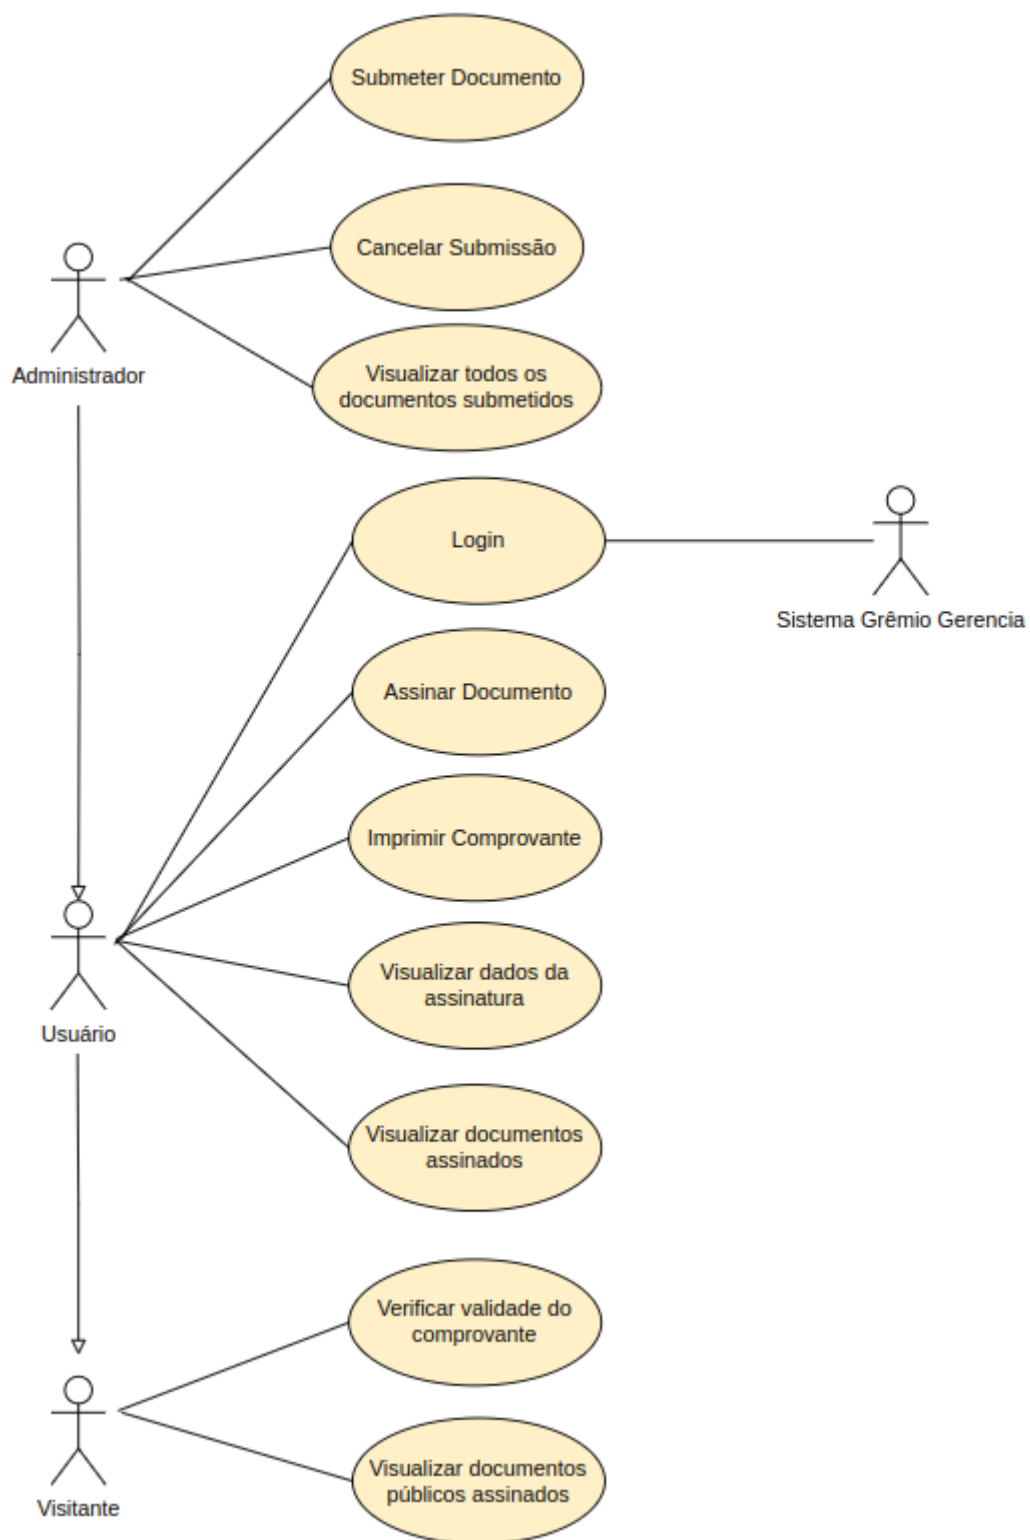 Submeter Documento
Cancelar Submissão
Administrador
Visualizar todos os
documentos submetidos
Login
Sistema Grêmio Gerencia
Assinar Documento
Imprimir Comprovante
Visualizar dados da
assinatura
Usuário
Visualizar documentos
assinados
Verificar validade do
comprovante
Visualizar documentos
públicos assinados
Visitante